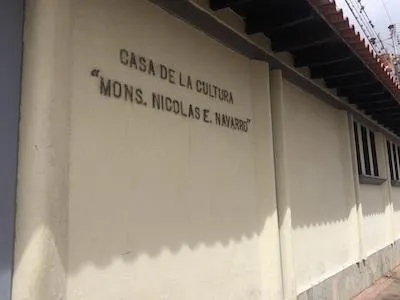 CASA DE LA CULTURA
"MONS. NICOLAS E. NAVARRO"